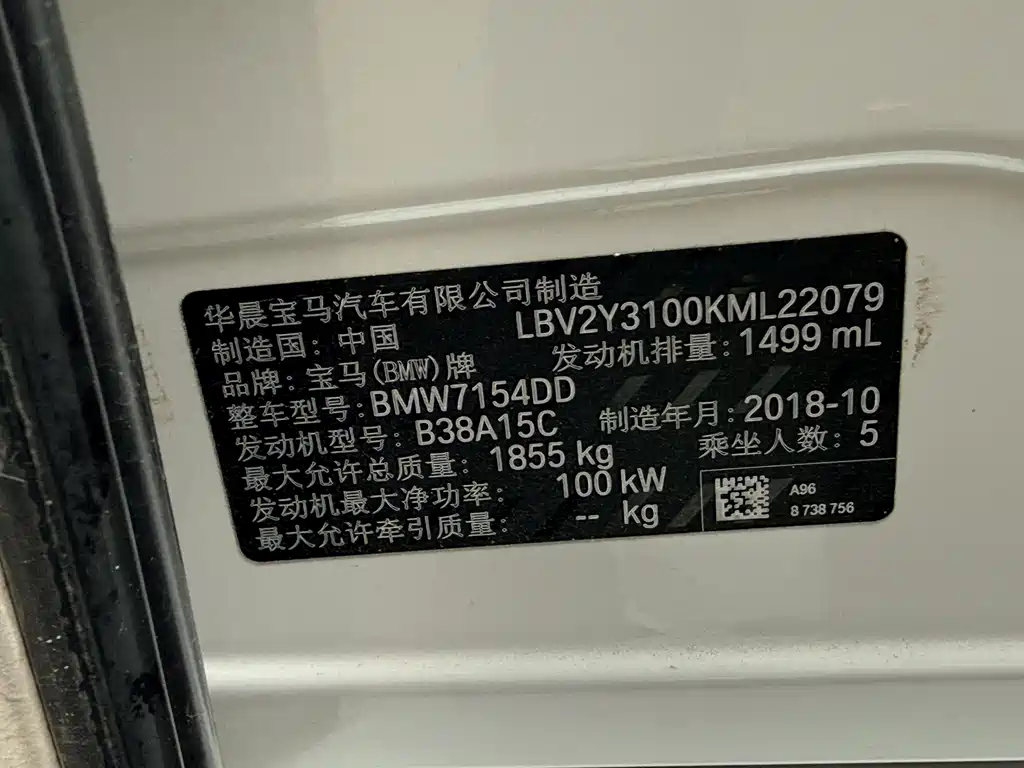 华晨宝马汽车有限公司制造
制造国：中国 LBV2Y3100KML22079
品牌：宝马(BMW)牌 发动机排量：1499 mL
整车型号：BMW7154DD
发动机型号：B38A15C 制造年月：2018-10
最大允许总质量：1855 kg 乘坐人数：5
发动机最大净功率：100 kW
最大允许牵引质量：-- kg
A96
8 738 756